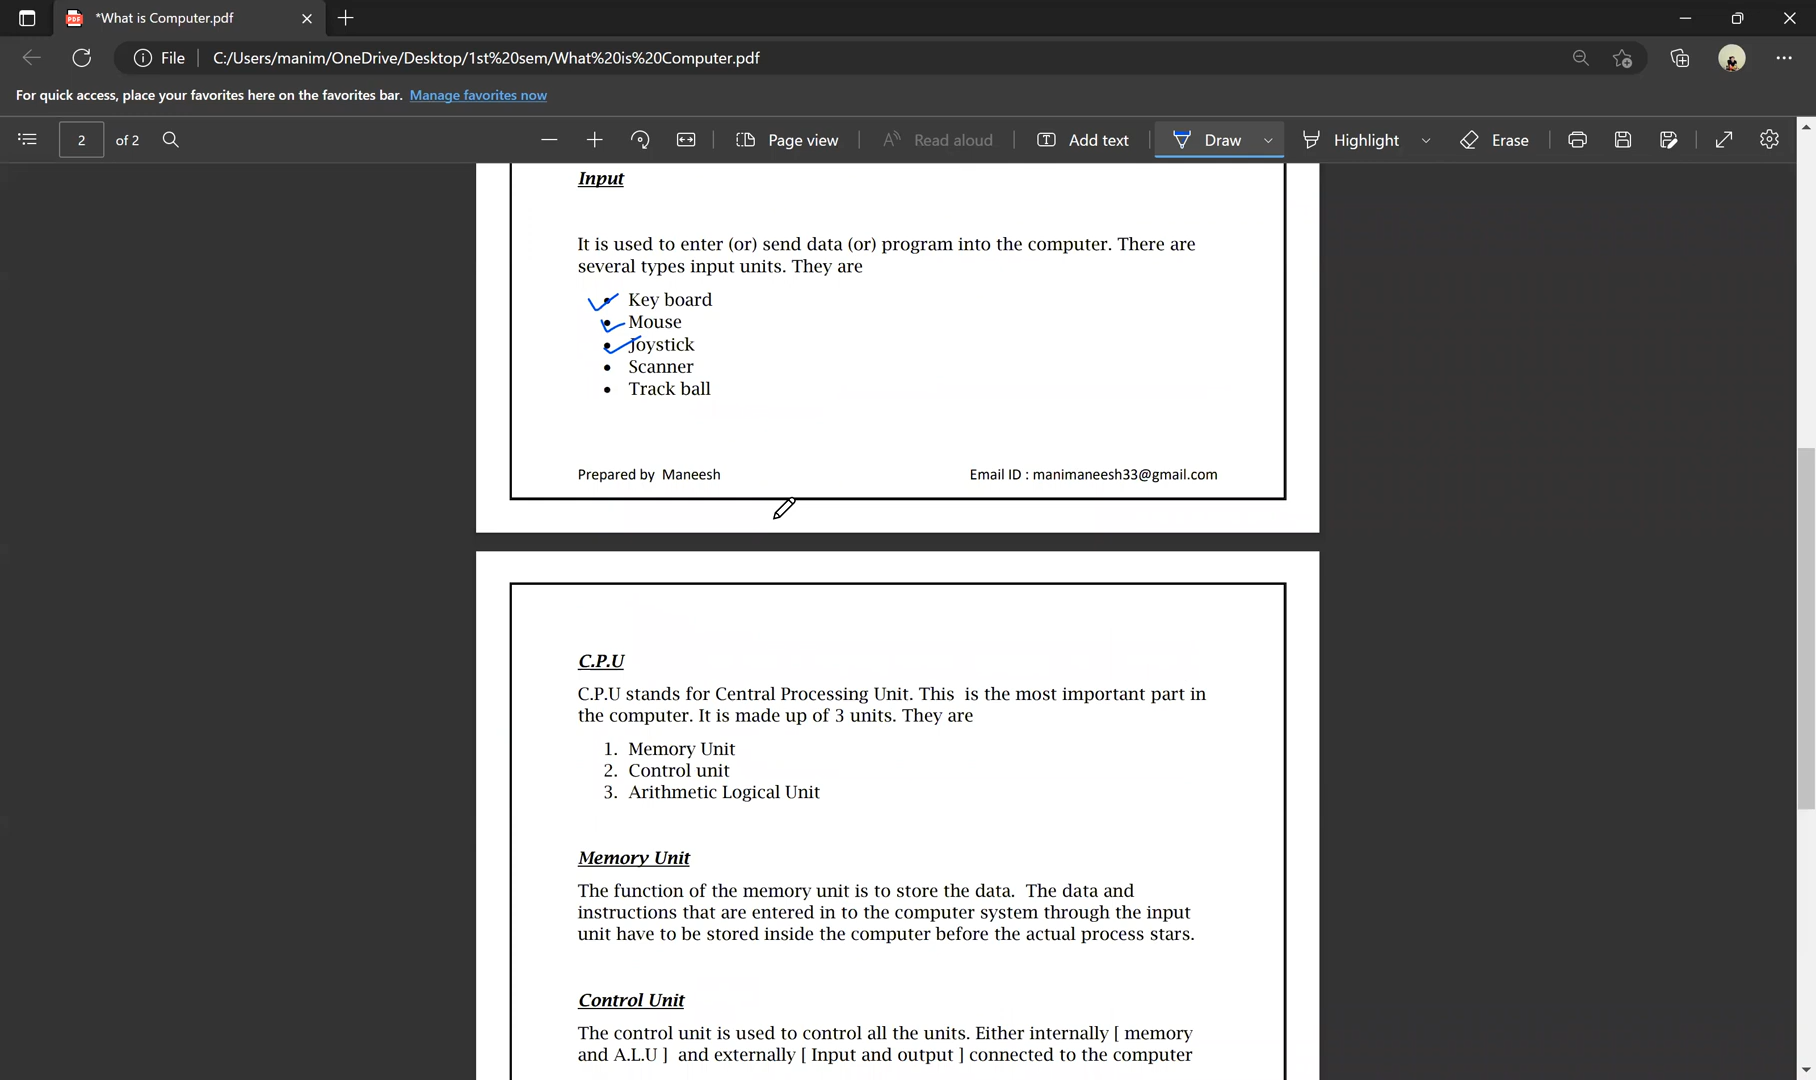 *What is Computer.pdf
File C:/Users/manim/OneDrive/Desktop/1st%20sem/What%20is%20Computer.pdf
For quick access, place your favorites here on the favorites bar. Manage favorites now
2 of 2 Page view Read aloud Add text Draw Highlight Erase
Input
It is used to enter (or) send data (or) program into the computer. There are
several types input units. They are
• Key board
• Mouse
• Joystick
• Scanner
• Track ball
Prepared by Maneesh Email ID : manimaneesh33@gmail.com
C.P.U
C.P.U stands for Central Processing Unit. This is the most important part in
the computer. It is made up of 3 units. They are
1. Memory Unit
2. Control unit
3. Arithmetic Logical Unit
Memory Unit
The function of the memory unit is to store the data. The data and
instructions that are entered in to the computer system through the input
unit have to be stored inside the computer before the actual process stars.
Control Unit
The control unit is used to control all the units. Either internally [ memory
and A.L.U ] and externally [ Input and output ] connected to the computer